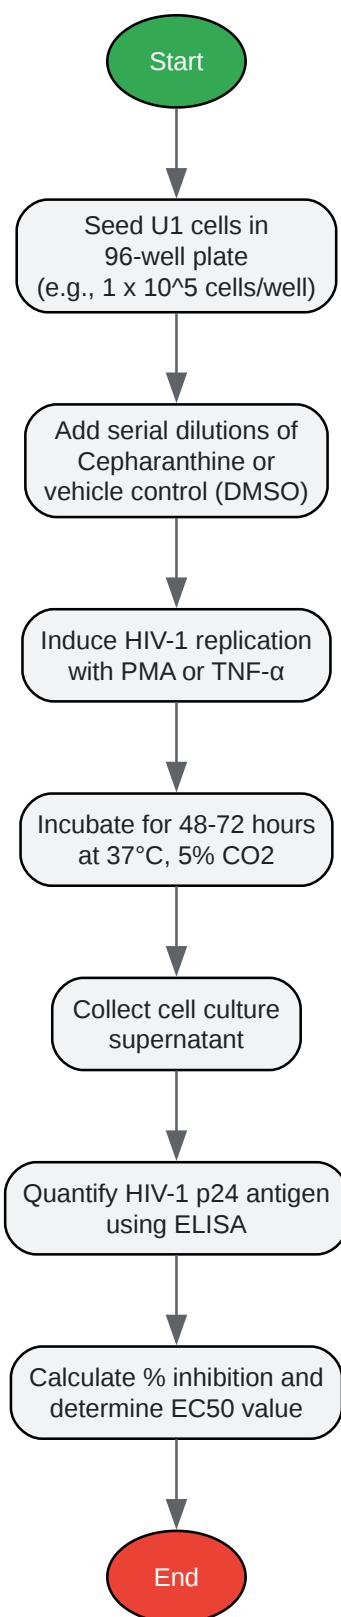 Start
Seed U1 cells in
96-well plate
(e.g., 1 x 10^5 cells/well)
Add serial dilutions of
Cepharanthine or
vehicle control (DMSO)
Induce HIV-1 replication
with PMA or TNF-α
Incubate for 48-72 hours
at 37°C, 5% CO2
Collect cell culture
supernatant
Quantify HIV-1 p24 antigen
using ELISA
Calculate % inhibition and
determine EC50 value
End